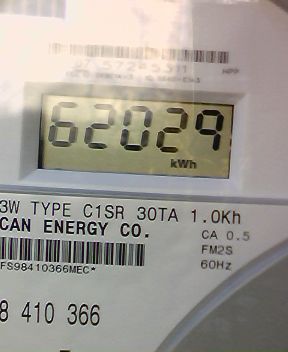 62029
kWh
3W TYPE C1SR 30TA 1.0Kh
CAN ENERGY CO.
CA 0.5
FM2S
60Hz
FS98410366MEC*
8 410 366